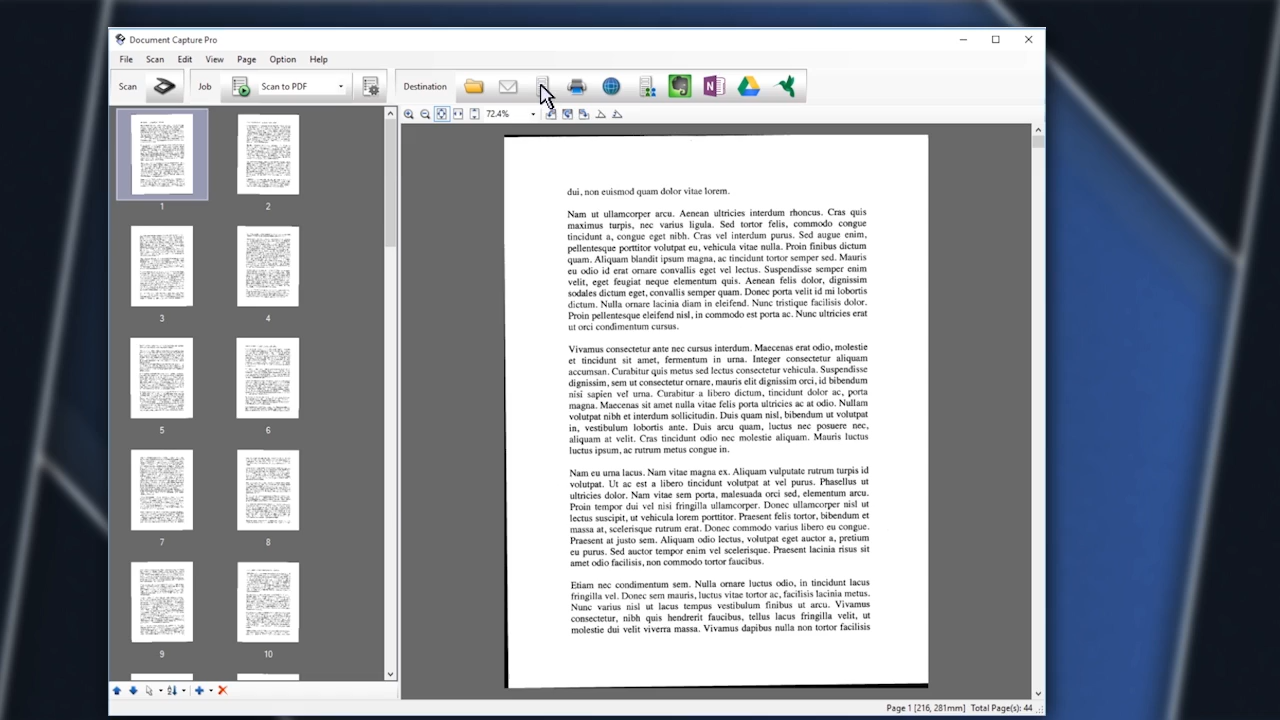 Document Capture Pro
File Scan Edit View Page Option Help
Scan Job Scan to PDF Destination
72.4%
1 2
3 4
5 6
7 8
9 10
dui, non euismod quam dolor vitae lorem.
Nam ut ullamcorper arcu. Aenean ultricies interdum rhoncus. Cras quis
maximus turpis, nec varius ligula. Sed tortor felis, commodo congue
tincidunt a, congue eget nibh. Cras vel interdum purus. Sed augue enim,
pellentesque porttitor volutpat eu, vehicula vitae nulla. Proin finibus dictum
quam. Aliquam blandit ipsum magna, ac tincidunt tortor semper sed. Mauris
eu odio id erat ornare convallis eget vel lectus. Suspendisse semper enim
velit, eget feugiat neque elementum quis. Aenean felis dolor, dignissim
sodales dictum eget, convallis semper quam. Donec porta velit id mi lobortis
dictum. Nulla ornare lacinia diam in eleifend. Nunc tristique facilisis dolor.
Proin pellentesque eleifend nisl, in commodo est porta ac. Nunc ultricies erat
ut orci condimentum cursus.
Vivamus consectetur ante nec cursus interdum. Maecenas erat odio, molestie
et tincidunt sit amet, fermentum in urna. Integer consectetur aliquam
accumsan. Curabitur quis metus sed lectus consectetur vehicula. Suspendisse
dignissim, sem ut consectetur ornare, mauris elit dignissim orci, id bibendum
nisi sapien vel urna. Curabitur a libero dictum, tincidunt dolor ac, porta
magna. Maecenas sit amet nulla vitae felis porta ultricies ac at odio. Nullam
volutpat nibh et interdum sollicitudin. Duis quam nisl, bibendum ut volutpat
in, vestibulum lobortis ante. Duis arcu quam, luctus nec posuere nec,
aliquam at velit. Cras tincidunt odio nec molestie aliquam. Mauris luctus
luctus ipsum, ac rutrum metus congue in.
Nam eu urna lacus. Nam vitae magna ex. Aliquam vulputate rutrum turpis id
volutpat. Ut ac est a libero tincidunt volutpat at vel purus. Phasellus ut
ultricies dolor. Nam vitae sem porta, malesuada orci sed, elementum arcu.
Proin tempor dui vel nisi fringilla ullamcorper. Donec ullamcorper nisl ut
lectus suscipit, ut vehicula lorem porttitor. Praesent felis tortor, bibendum et
massa at, scelerisque rutrum erat. Donec commodo varius libero eu congue.
Praesent at justo sem. Aliquam odio lectus, volutpat eget auctor a, pretium
eu purus. Sed auctor tempor enim vel scelerisque. Praesent lacinia risus sit
amet odio facilisis, non commodo tortor faucibus.
Etiam nec condimentum sem. Nulla ornare luctus odio, in tincidunt lacus
fringilla vel. Donec sem mauris, luctus vitae tortor ac, facilisis lacinia metus.
Nunc varius nisl ut lacus tempus vestibulum finibus ut arcu. Vivamus
consectetur, nibh quis hendrerit faucibus, tellus lacus fringilla velit, ut
molestie dui velit viverra massa. Vivamus dapibus nulla non tortor facilisis
Page 1 [216, 281mm] Total Page(s): 44